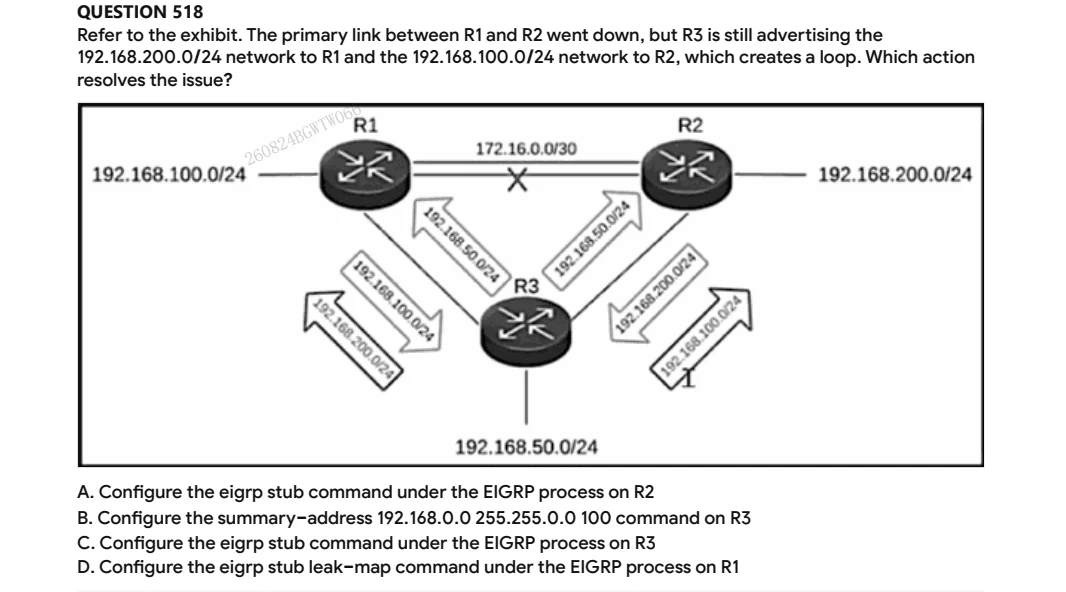 QUESTION 518
Refer to the exhibit. The primary link between R1 and R2 went down, but R3 is still advertising the
192.168.200.0/24 network to R1 and the 192.168.100.0/24 network to R2, which creates a loop. Which action
resolves the issue?
260824BGWTW066
R1
R2
172.16.0.0/30
192.168.100.0/24
192.168.200.0/24
192.168.50.0/24
192.168.50.0/24
R3
192.168.100.0/24
192.168.200.0/24
192.168.200.0/24
192.168.100.0/24
192.168.50.0/24
A. Configure the eigrp stub command under the EIGRP process on R2
B. Configure the summary-address 192.168.0.0 255.255.0.0 100 command on R3
C. Configure the eigrp stub command under the EIGRP process on R3
D. Configure the eigrp stub leak-map command under the EIGRP process on R1